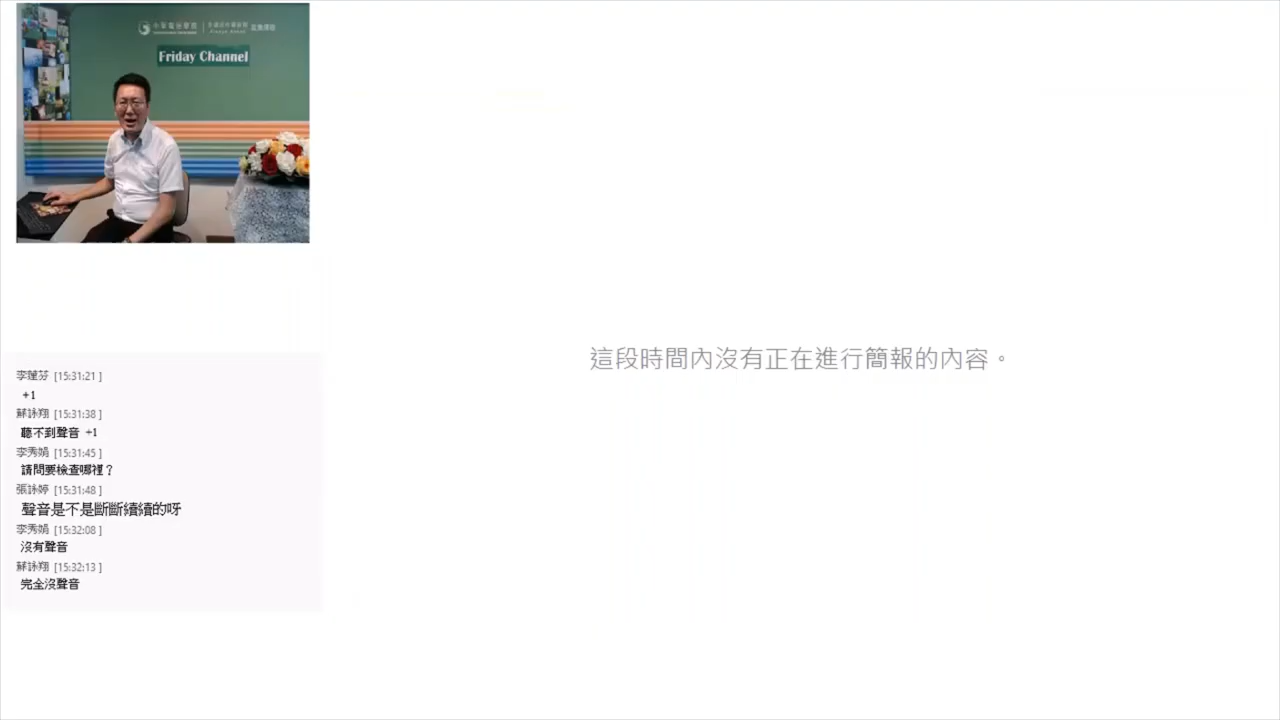 Friday Channel
這段時間內沒有正在進行簡報的內容。
[15:31:21 ]
+1
蘇詠翔 [15:31:38 ]
聽不到聲音 +1
李秀娟 [15:31:45 ]
請問要檢查哪裡？
張詠婷 [15:31:48 ]
聲音是不是斷斷續續的呀
李秀娟 [15:32:08 ]
沒有聲音
蘇詠翔 [15:32:13 ]
完全沒聲音